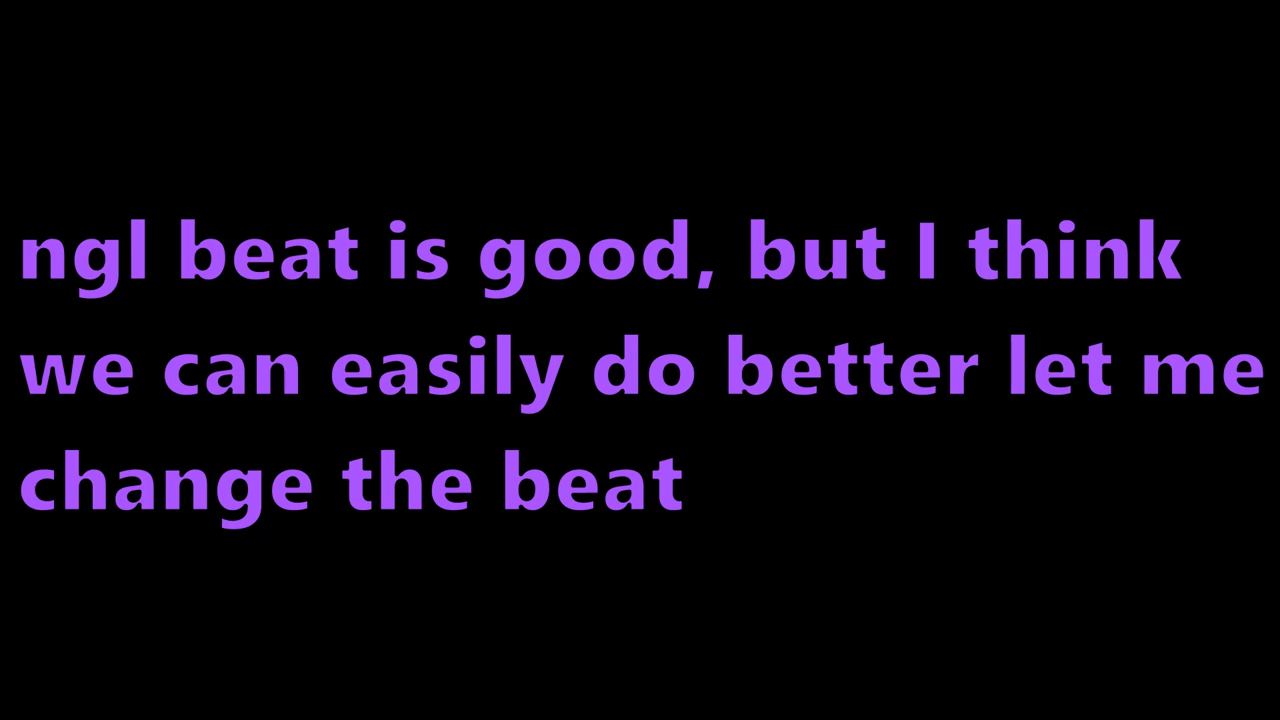 ngl beat is good, but I think
we can easily do better let me
change the beat